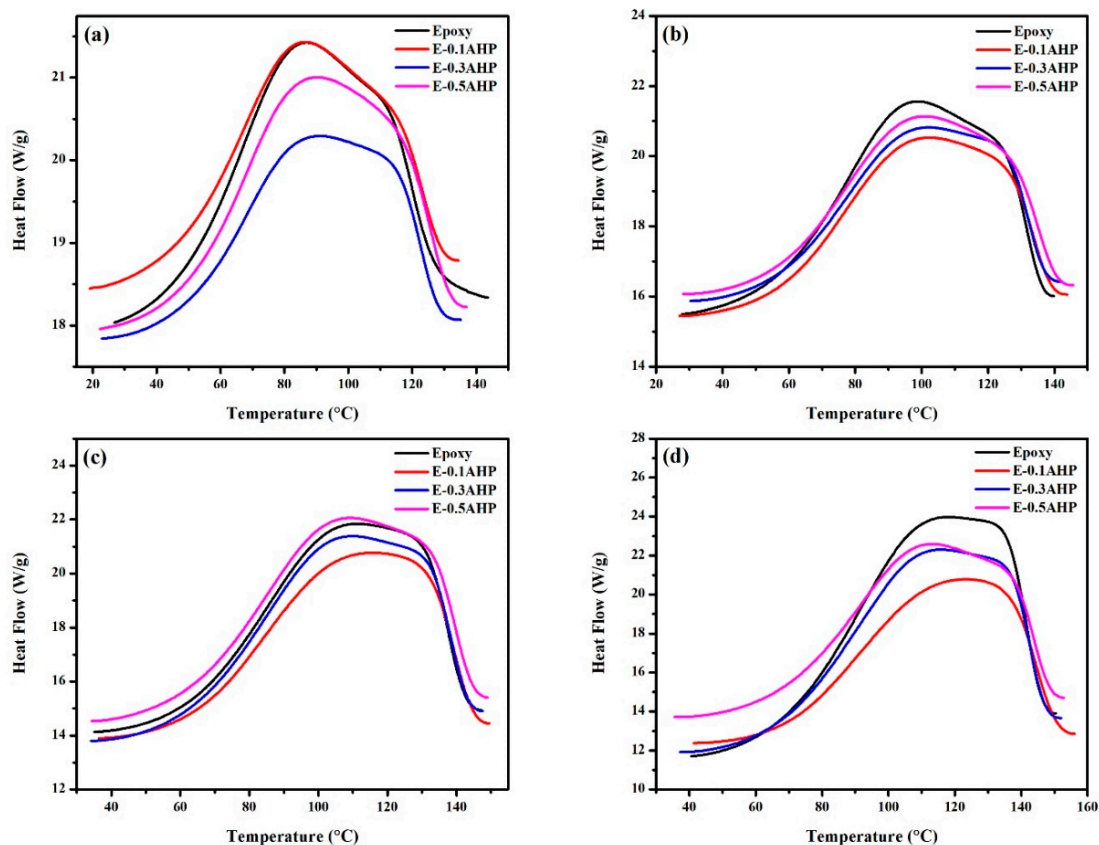 (a)
Epoxy
E-0.1AHP
E-0.3AHP
E-0.5AHP
21
20
19
18
Heat Flow (W/g)
20 40 60 80 100 120 140
Temperature (°C)
(b)
Epoxy
E-0.1AHP
E-0.3AHP
E-0.5AHP
24
22
20
18
16
14
Heat Flow (W/g)
20 40 60 80 100 120 140 160
Temperature (°C)
(c)
Epoxy
E-0.1AHP
E-0.3AHP
E-0.5AHP
24
22
20
18
16
14
12
Heat Flow (W/g)
40 60 80 100 120 140
Temperature (°C)
(d)
Epoxy
E-0.1AHP
E-0.3AHP
E-0.5AHP
28
26
24
22
20
18
16
14
12
10
Heat Flow (W/g)
40 60 80 100 120 140 160
Temperature (°C)